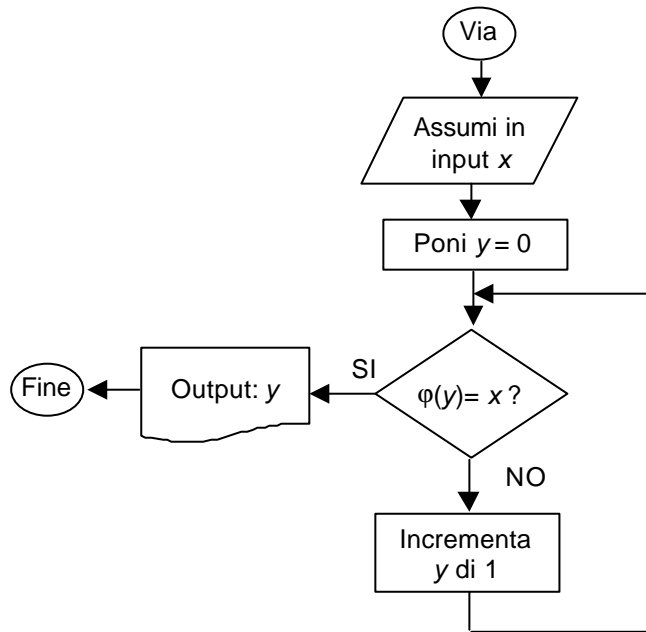 Via
Assumi in
input x
Poni y = 0
φ(y)= x ?
SI
Output: y
Fine
NO
Incrementa
y di 1